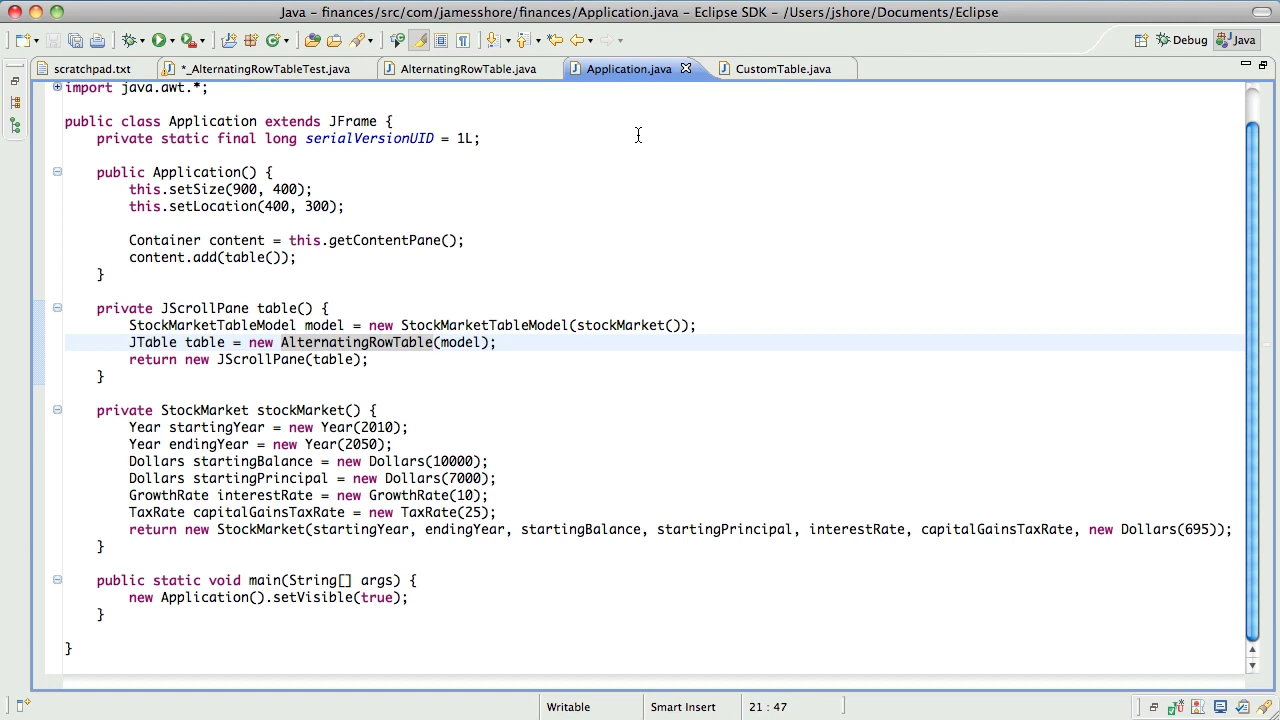 Java - finances/src/com/jamesshore/finances/Application.java - Eclipse SDK - /Users/jshore/Documents/Eclipse
Debug Java
scratchpad.txt *_AlternatingRowTableTest.java AlternatingRowTable.java Application.java CustomTable.java
import java.awt.*;
public class Application extends JFrame {
private static final long serialVersionUID = 1L;
public Application() {
this.setSize(900, 400);
this.setLocation(400, 300);
Container content = this.getContentPane();
content.add(table());
}
private JScrollPane table() {
StockMarketTableModel model = new StockMarketTableModel(stockMarket());
JTable table = new AlternatingRowTable(model);
return new JScrollPane(table);
}
private StockMarket stockMarket() {
Year startingYear = new Year(2010);
Year endingYear = new Year(2050);
Dollars startingBalance = new Dollars(10000);
Dollars startingPrincipal = new Dollars(7000);
GrowthRate interestRate = new GrowthRate(10);
TaxRate capitalGainsTaxRate = new TaxRate(25);
return new StockMarket(startingYear, endingYear, startingBalance, startingPrincipal, interestRate, capitalGainsTaxRate, new Dollars(695));
}
public static void main(String[] args) {
new Application().setVisible(true);
}
}
Writable Smart Insert 21 : 47